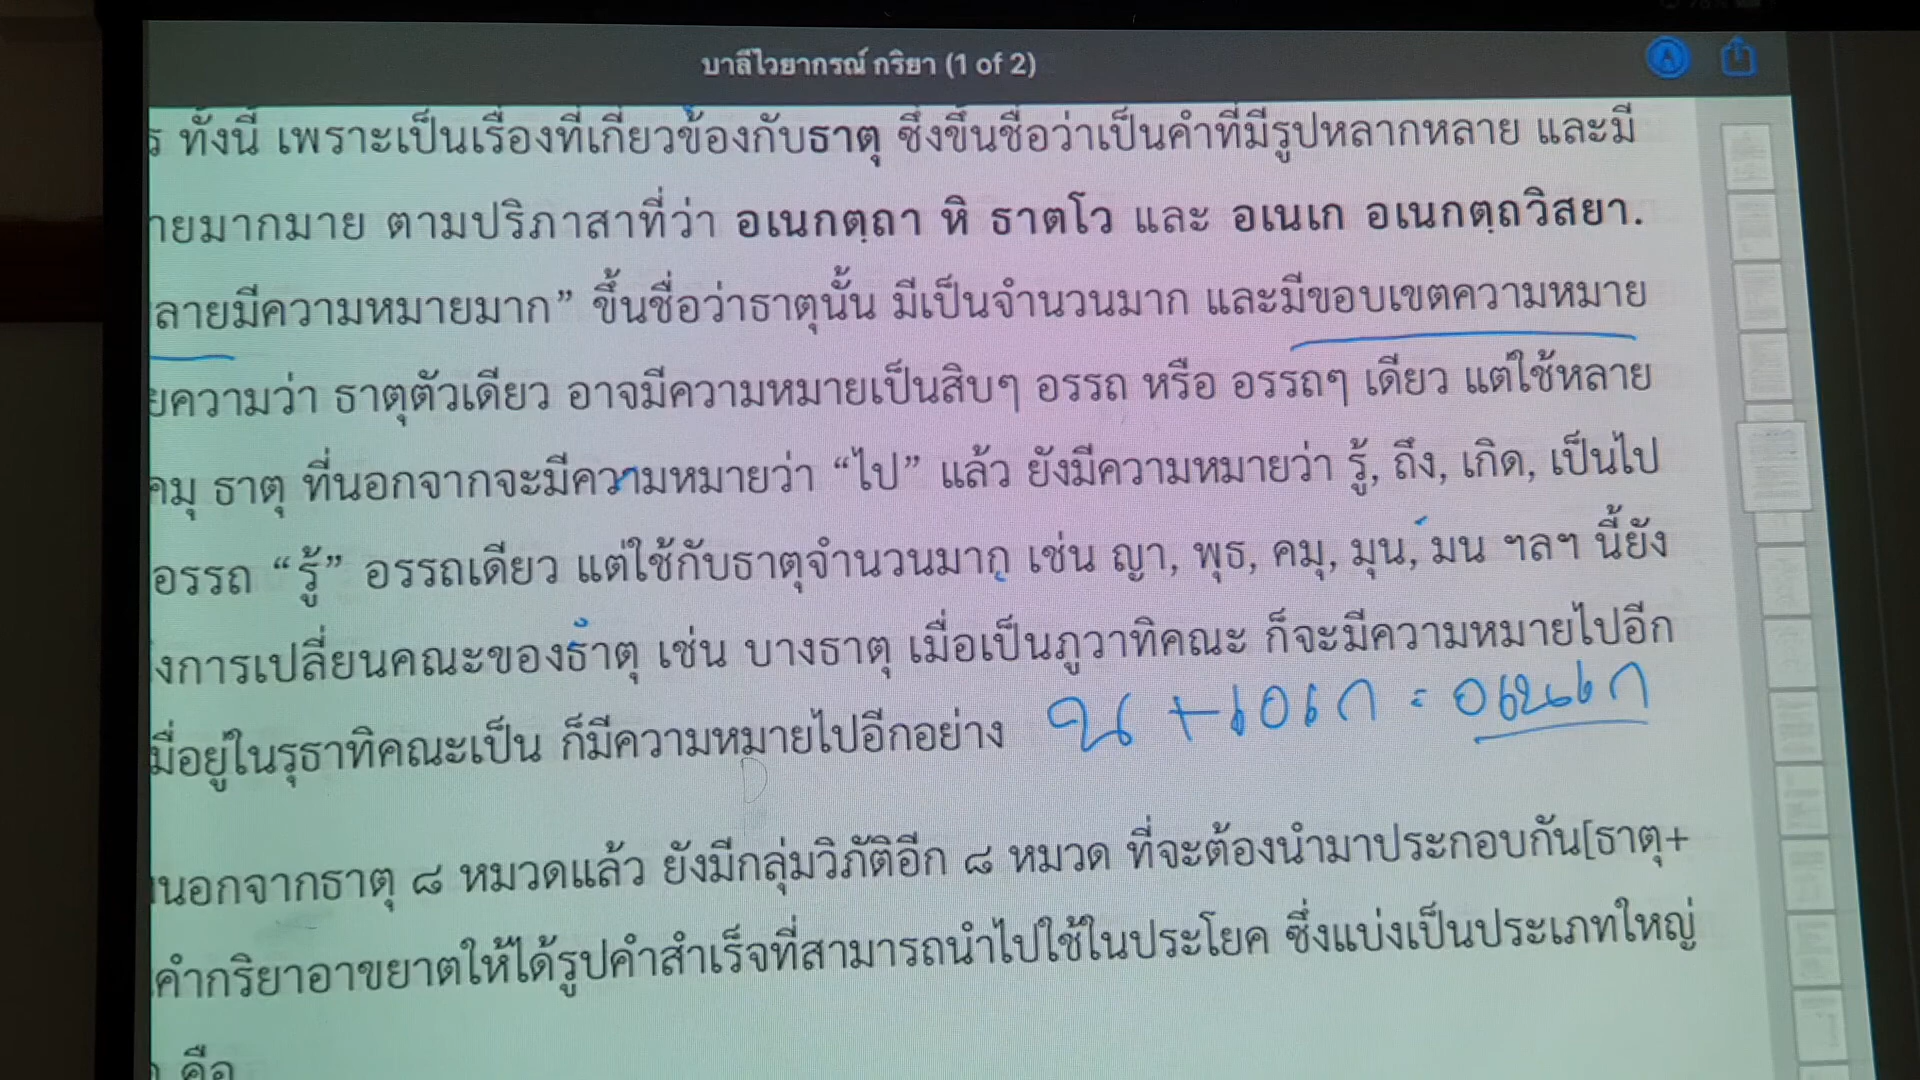 บาลีไวยากรณ์ กริยา (1 of 2)
ร ทั้งนี้ เพราะเป็นเรื่องที่เกี่ยวข้องกับธาตุ ซึ่งขึ้นชื่อว่าเป็นคำที่มีรูปหลากหลาย และมี
ายมากมาย ตามปริภาสาที่ว่า อเนกตฺถา หิ ธาตโว และ อเนเก อเนกตฺถวิสยา.
ลายมีความหมายมาก” ขึ้นชื่อว่าธาตุนั้น มีเป็นจำนวนมาก และมีขอบเขตความหมาย
ยความว่า ธาตุตัวเดียว อาจมีความหมายเป็นสิบๆ อรรถ หรือ อรรถๆ เดียว แต่ใช้หลาย
คมุ ธาตุ ที่นอกจากจะมีความหมายว่า “ไป” แล้ว ยังมีความหมายว่า รู้, ถึง, เกิด, เป็นไป
อรรถ “รู้” อรรถเดียว แต่ใช้กับธาตุจำนวนมาก เช่น ญา, พุธ, คมุ, มุน, มน ฯลฯ นี้ยัง
งการเปลี่ยนคณะของธาตุ เช่น บางธาตุ เมื่อเป็นภูวาทิคณะ ก็จะมีความหมายไปอีก
มื่อยู่ในรุธาทิคณะเป็น ก็มีความหมายไปอีกอย่าง
น + เอเก = อเนเก
นอกจากธาตุ ๘ หมวดแล้ว ยังมีกลุ่มวิภัติอีก ๘ หมวด ที่จะต้องนำมาประกอบกัน[ธาตุ+
คำกริยาอาขยาตให้ได้รูปคำสำเร็จที่สามารถนำไปใช้ในประโยค ซึ่งแบ่งเป็นประเภทใหญ่
คือ